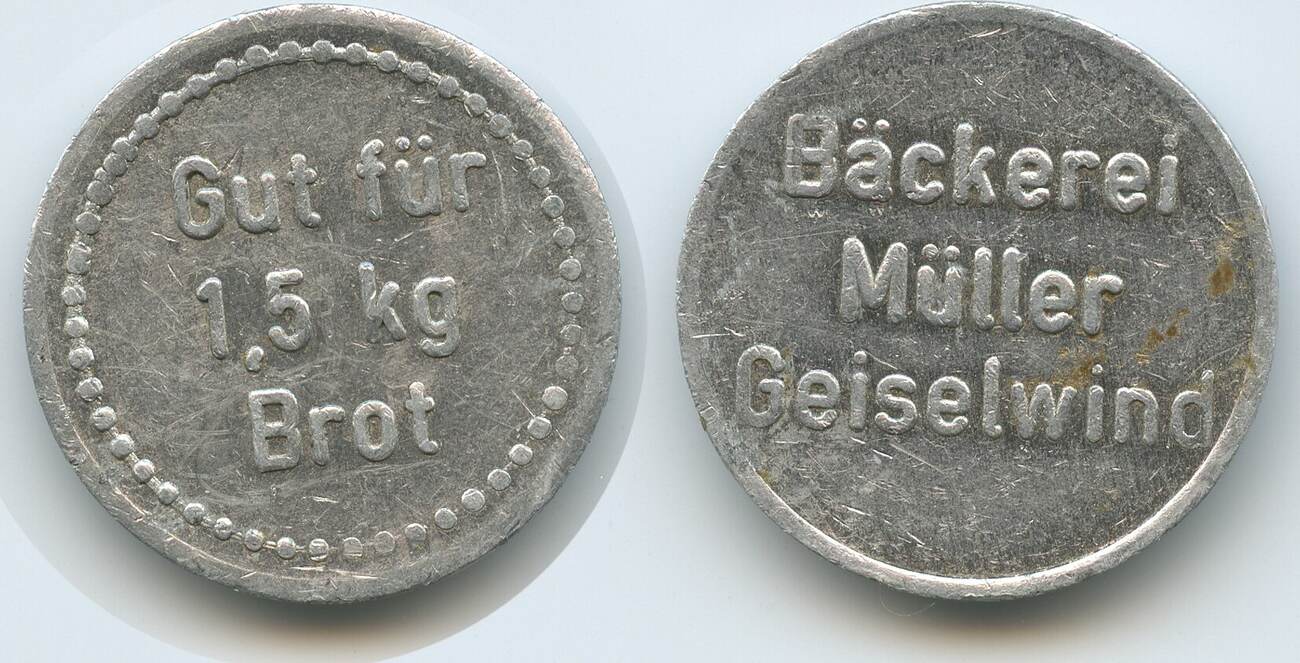 Gut für
1,5 kg
Brot
Bäckerei
Müller
Geiselwind